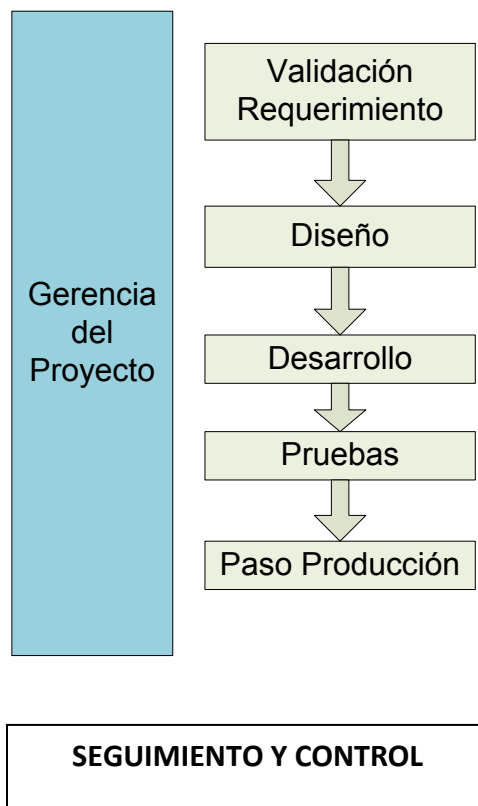 Gerencia
del
Proyecto
Validación
Requerimiento
Diseño
Desarrollo
Pruebas
Paso Producción
SEGUIMIENTO Y CONTROL